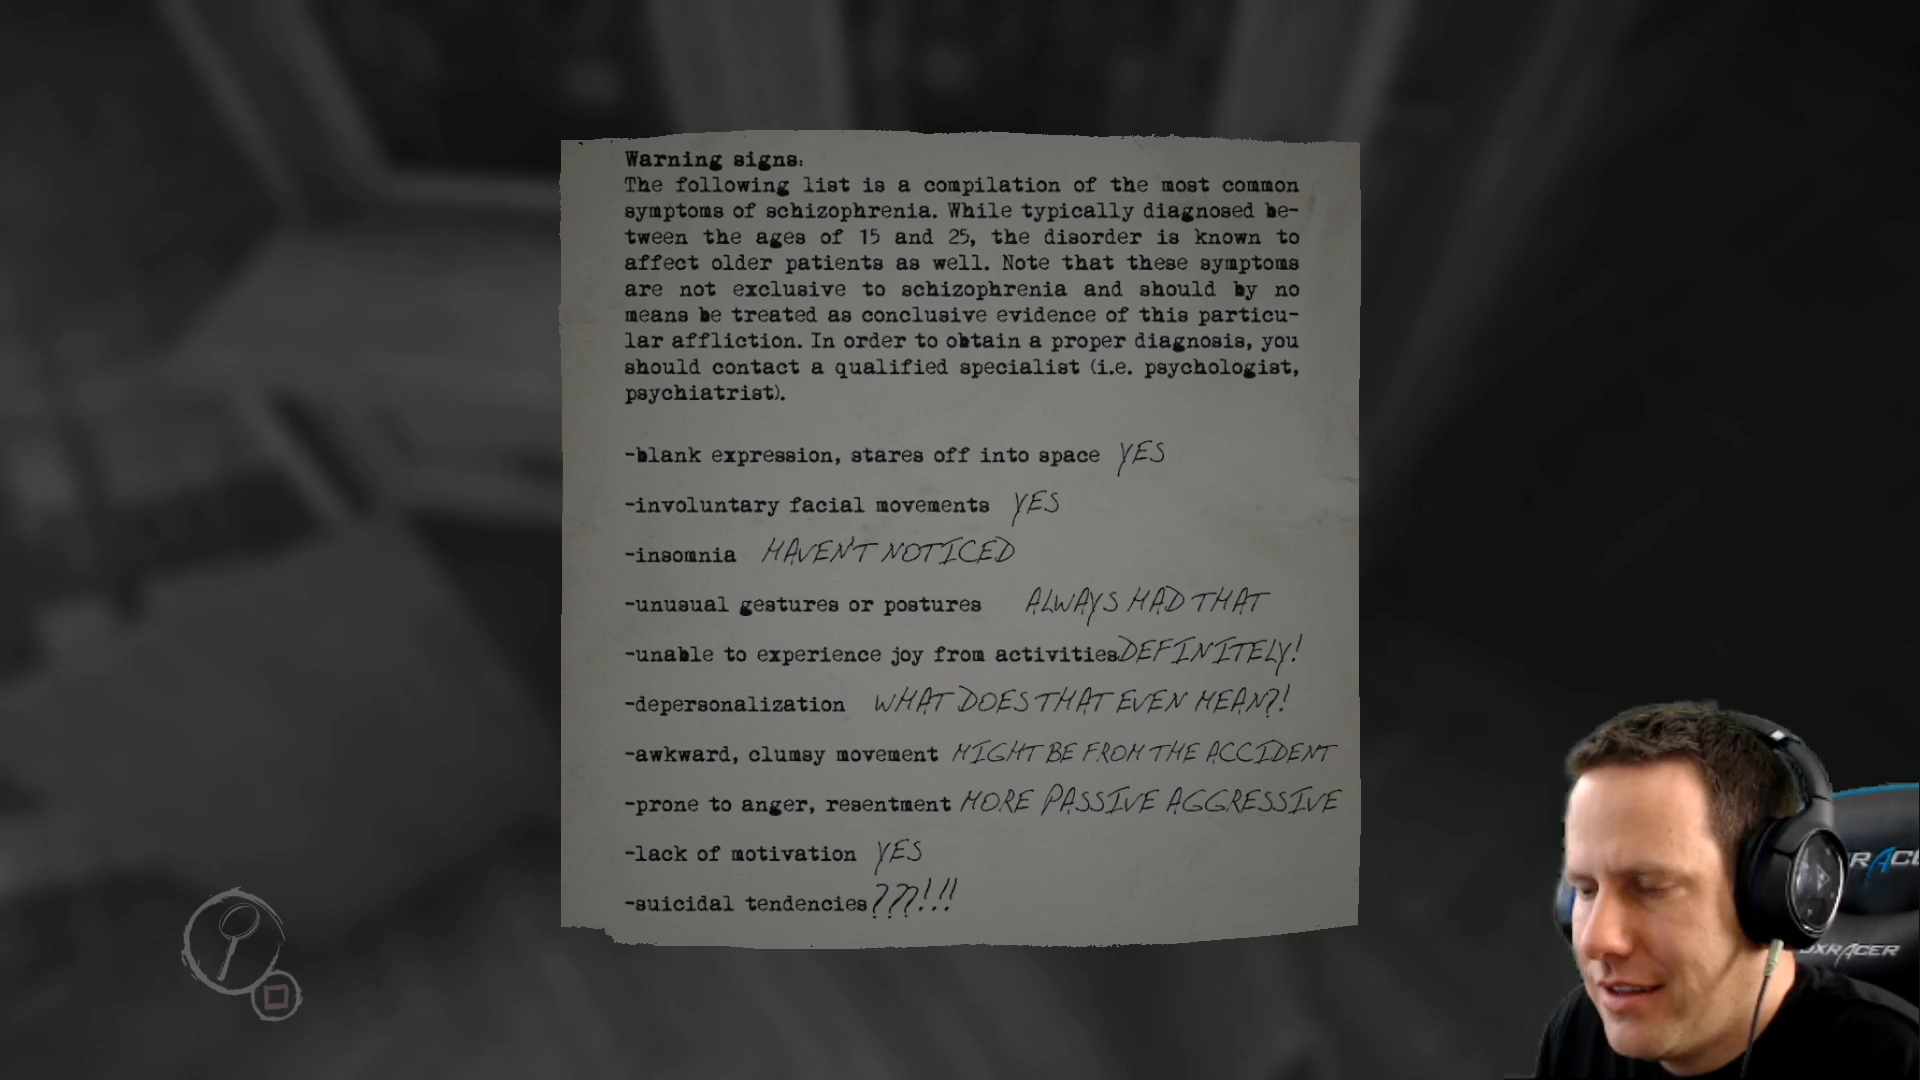 Warning signs:
The following list is a compilation of the most common
symptoms of schizophrenia. While typically diagnosed be-
tween the ages of 15 and 25, the disorder is known to
affect older patients as well. Note that these symptoms
are not exclusive to schizophrenia and should by no
means be treated as conclusive evidence of this particu-
lar affliction. In order to obtain a proper diagnosis, you
should contact a qualified specialist (i.e. psychologist,
psychiatrist).
-blank expression, stares off into space YES
-involuntary facial movements YES
-insomnia HAVEN'T NOTICED
-unusual gestures or postures ALWAYS HAD THAT
-unable to experience joy from activities DEFINITELY!
-depersonalization WHAT DOES THAT EVEN MEAN?!
-awkward, clumsy movement MIGHT BE FROM THE ACCIDENT
-prone to anger, resentment MORE PASSIVE AGGRESSIVE
-lack of motivation YES
-suicidal tendencies???!!!
DXRACER